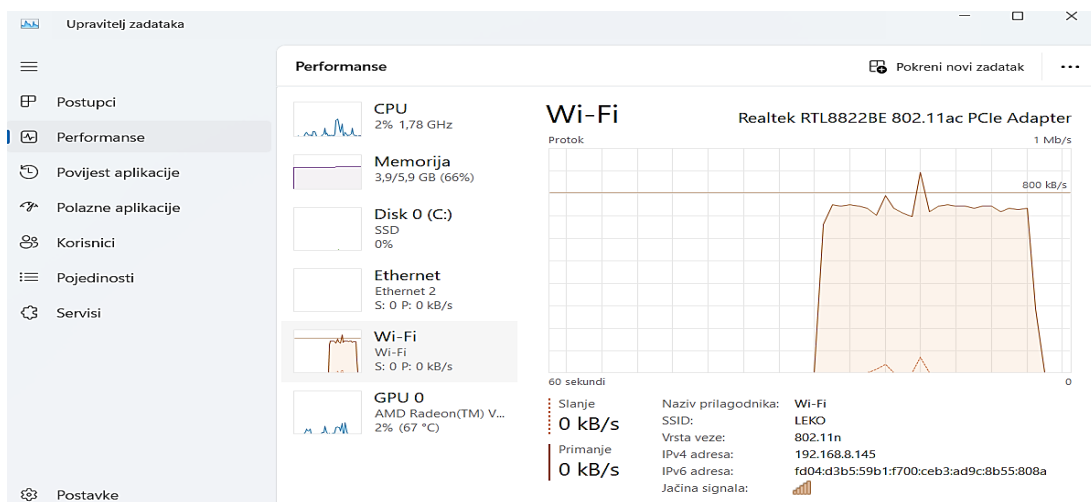 Upravitelj zadataka
Performanse
Pokreni novi zadatak
Postupci
Performanse
Povijest aplikacije
Polazne aplikacije
Korisnici
Pojedinosti
Servisi
Postavke
CPU
2% 1,78 GHz
Memorija
3,9/5,9 GB (66%)
Disk 0 (C:)
SSD
0%
Ethernet
Ethernet 2
S: 0 P: 0 kB/s
Wi-Fi
Wi-Fi
S: 0 P: 0 kB/s
GPU 0
AMD Radeon(TM) V...
2% (67 °C)
Wi-Fi
Realtek RTL8822BE 802.11ac PCIe Adapter
Protok
1 Mb/s
800 kB/s
60 sekundi
0
Slanje
0 kB/s
Primanje
0 kB/s
Naziv prilagodnika: Wi-Fi
SSID: LEKO
Vrsta veze: 802.11n
IPv4 adresa: 192.168.8.145
IPv6 adresa: fd04:d3b5:59b1:f700:ceb3:ad9c:8b55:808a
Jačina signala: